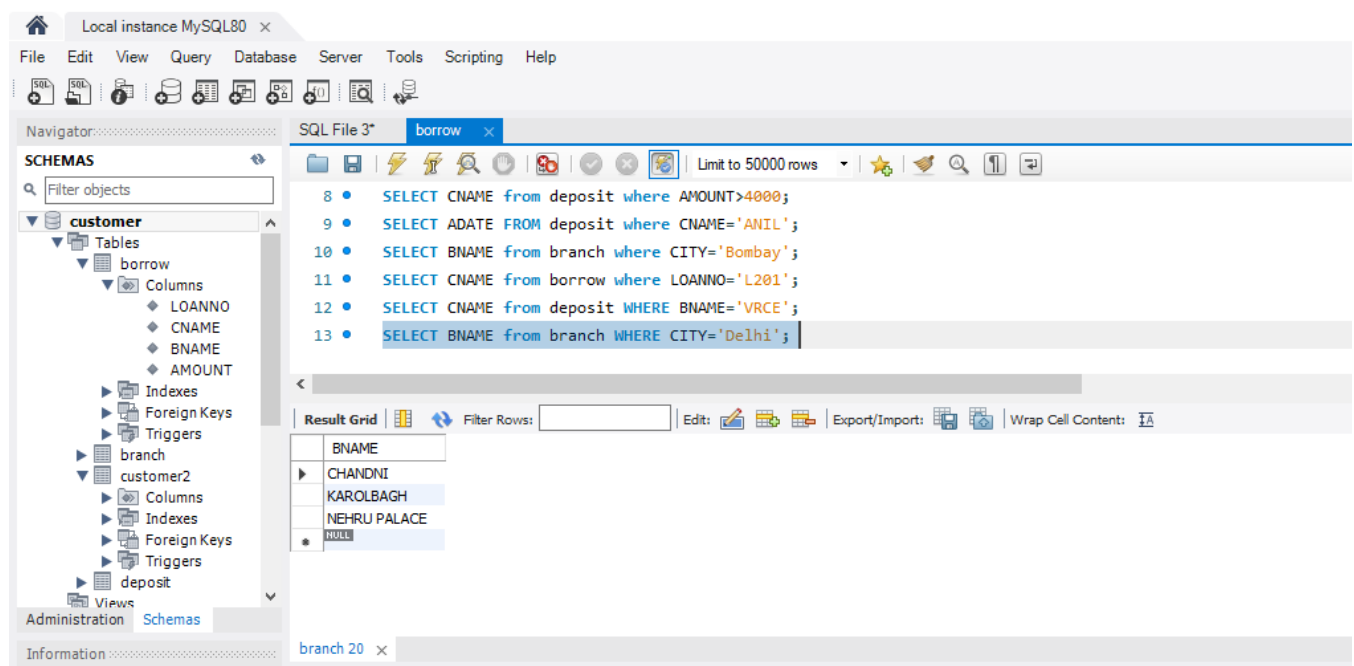 Local instance MySQL80 ×
File Edit View Query Database Server Tools Scripting Help
SQL SQL
Navigator
SCHEMAS
Filter objects
customer
Tables
borrow
Columns
LOANNO
CNAME
BNAME
AMOUNT
Indexes
Foreign Keys
Triggers
branch
customer2
Columns
Indexes
Foreign Keys
Triggers
deposit
Views
Administration Schemas
Information
SQL File 3* borrow ×
Limit to 50000 rows
8 SELECT CNAME from deposit where AMOUNT>4000;
9 SELECT ADATE FROM deposit where CNAME='ANIL';
10 SELECT BNAME from branch where CITY='Bombay';
11 SELECT CNAME from borrow where LOANNO='L201';
12 SELECT CNAME from deposit WHERE BNAME='VRCE';
13 SELECT BNAME from branch WHERE CITY='Delhi';
Result Grid Filter Rows: Edit: Export/Import: Wrap Cell Content:
BNAME
CHANDNI
KAROLBAGH
NEHRU PALACE
NULL
branch 20 ×